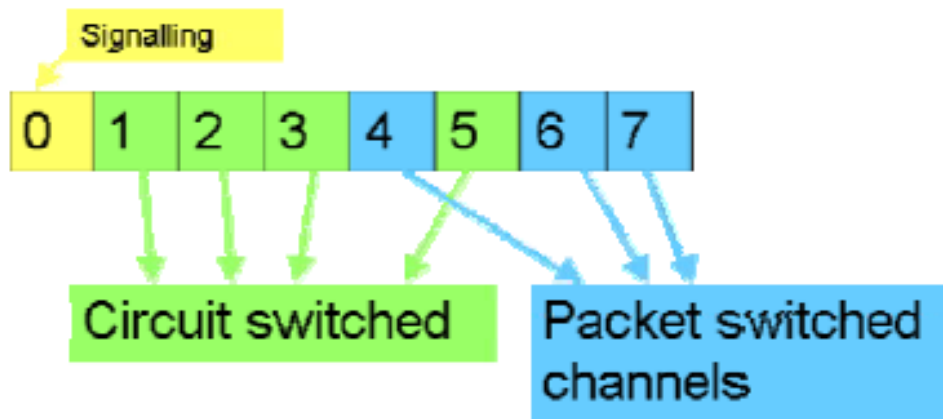 Signalling
0 1 2 3 4 5 6 7
Circuit switched
Packet switched
channels